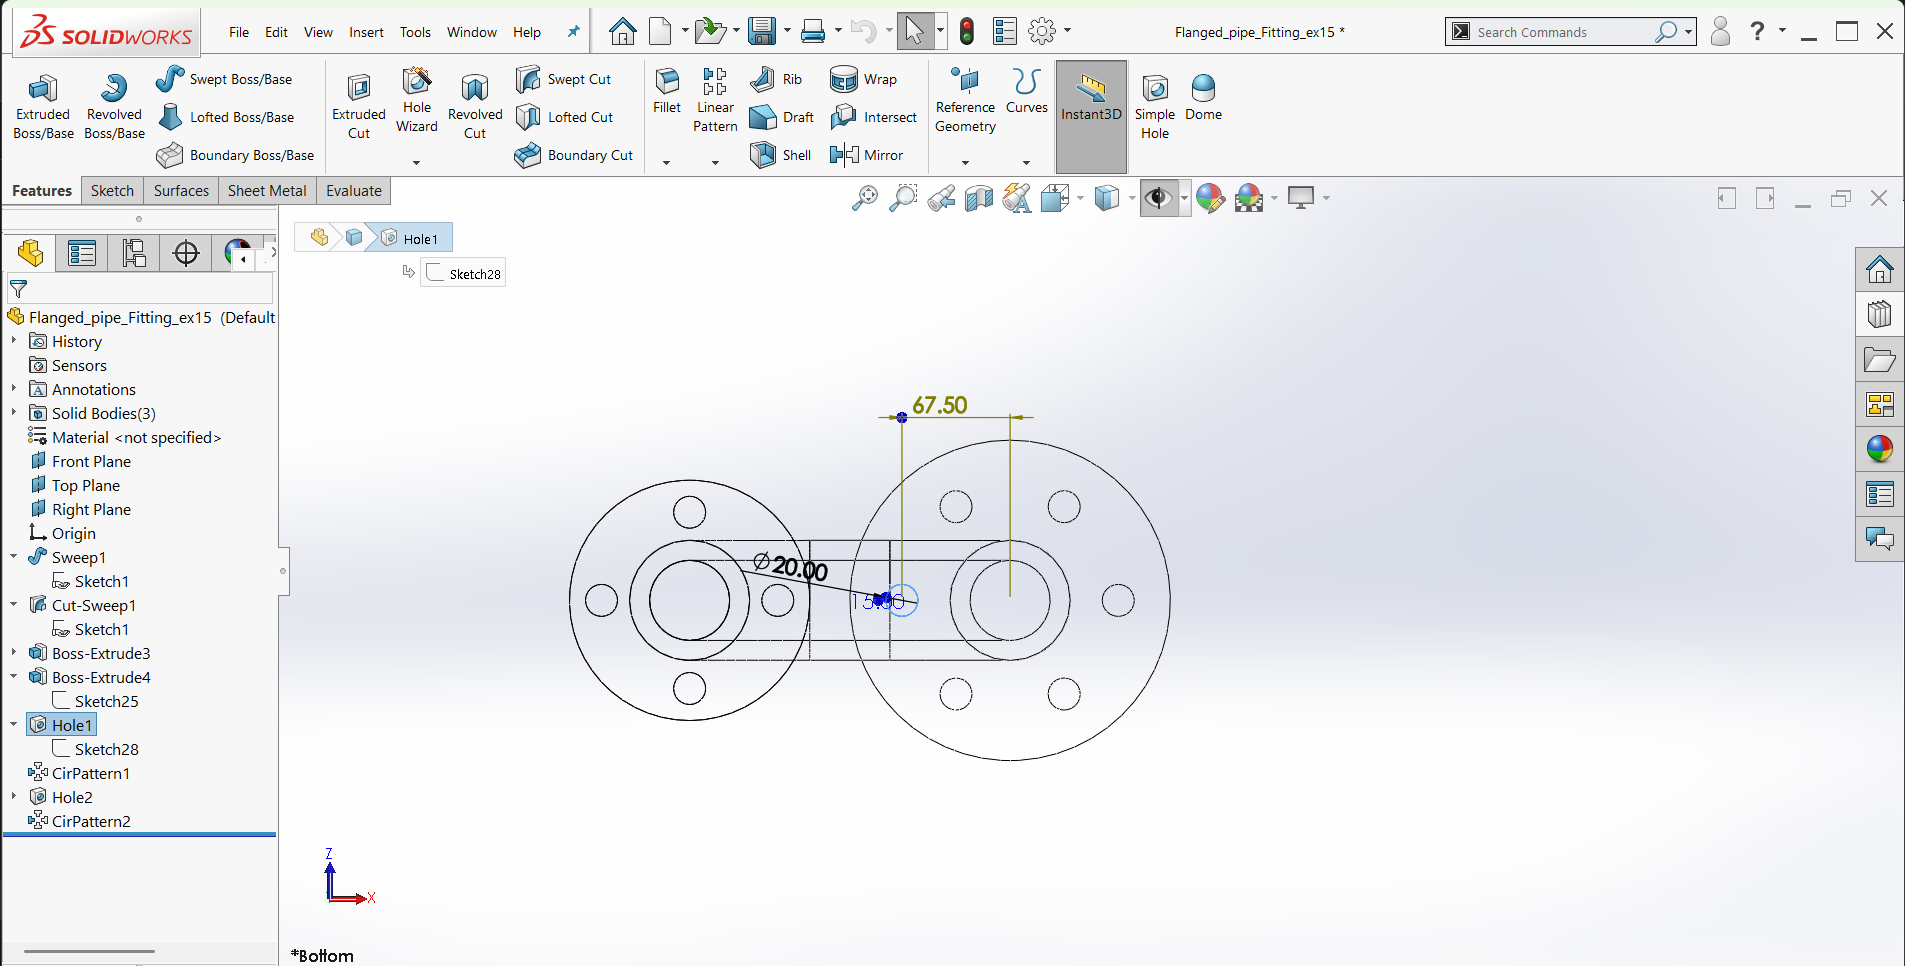 SOLIDWORKS
File Edit View Insert Tools Window Help
Flanged_pipe_Fitting_ex15 *
Search Commands
?
Extruded Boss/Base
Revolved Boss/Base
Swept Boss/Base
Lofted Boss/Base
Boundary Boss/Base
Extruded Cut
Hole Wizard
Revolved Cut
Swept Cut
Lofted Cut
Boundary Cut
Fillet
Linear Pattern
Rib
Draft
Shell
Wrap
Intersect
Mirror
Reference Geometry
Curves
Instant3D
Simple Hole
Dome
Features Sketch Surfaces Sheet Metal Evaluate
Hole1
Sketch28
Flanged_pipe_Fitting_ex15 (Default
History
Sensors
Annotations
Solid Bodies(3)
Material <not specified>
Front Plane
Top Plane
Right Plane
Origin
Sweep1
Sketch1
Cut-Sweep1
Sketch1
Boss-Extrude3
Boss-Extrude4
Sketch25
Hole1
Sketch28
CirPattern1
Hole2
CirPattern2
67.50
∅20.00
Z
X
*Bottom